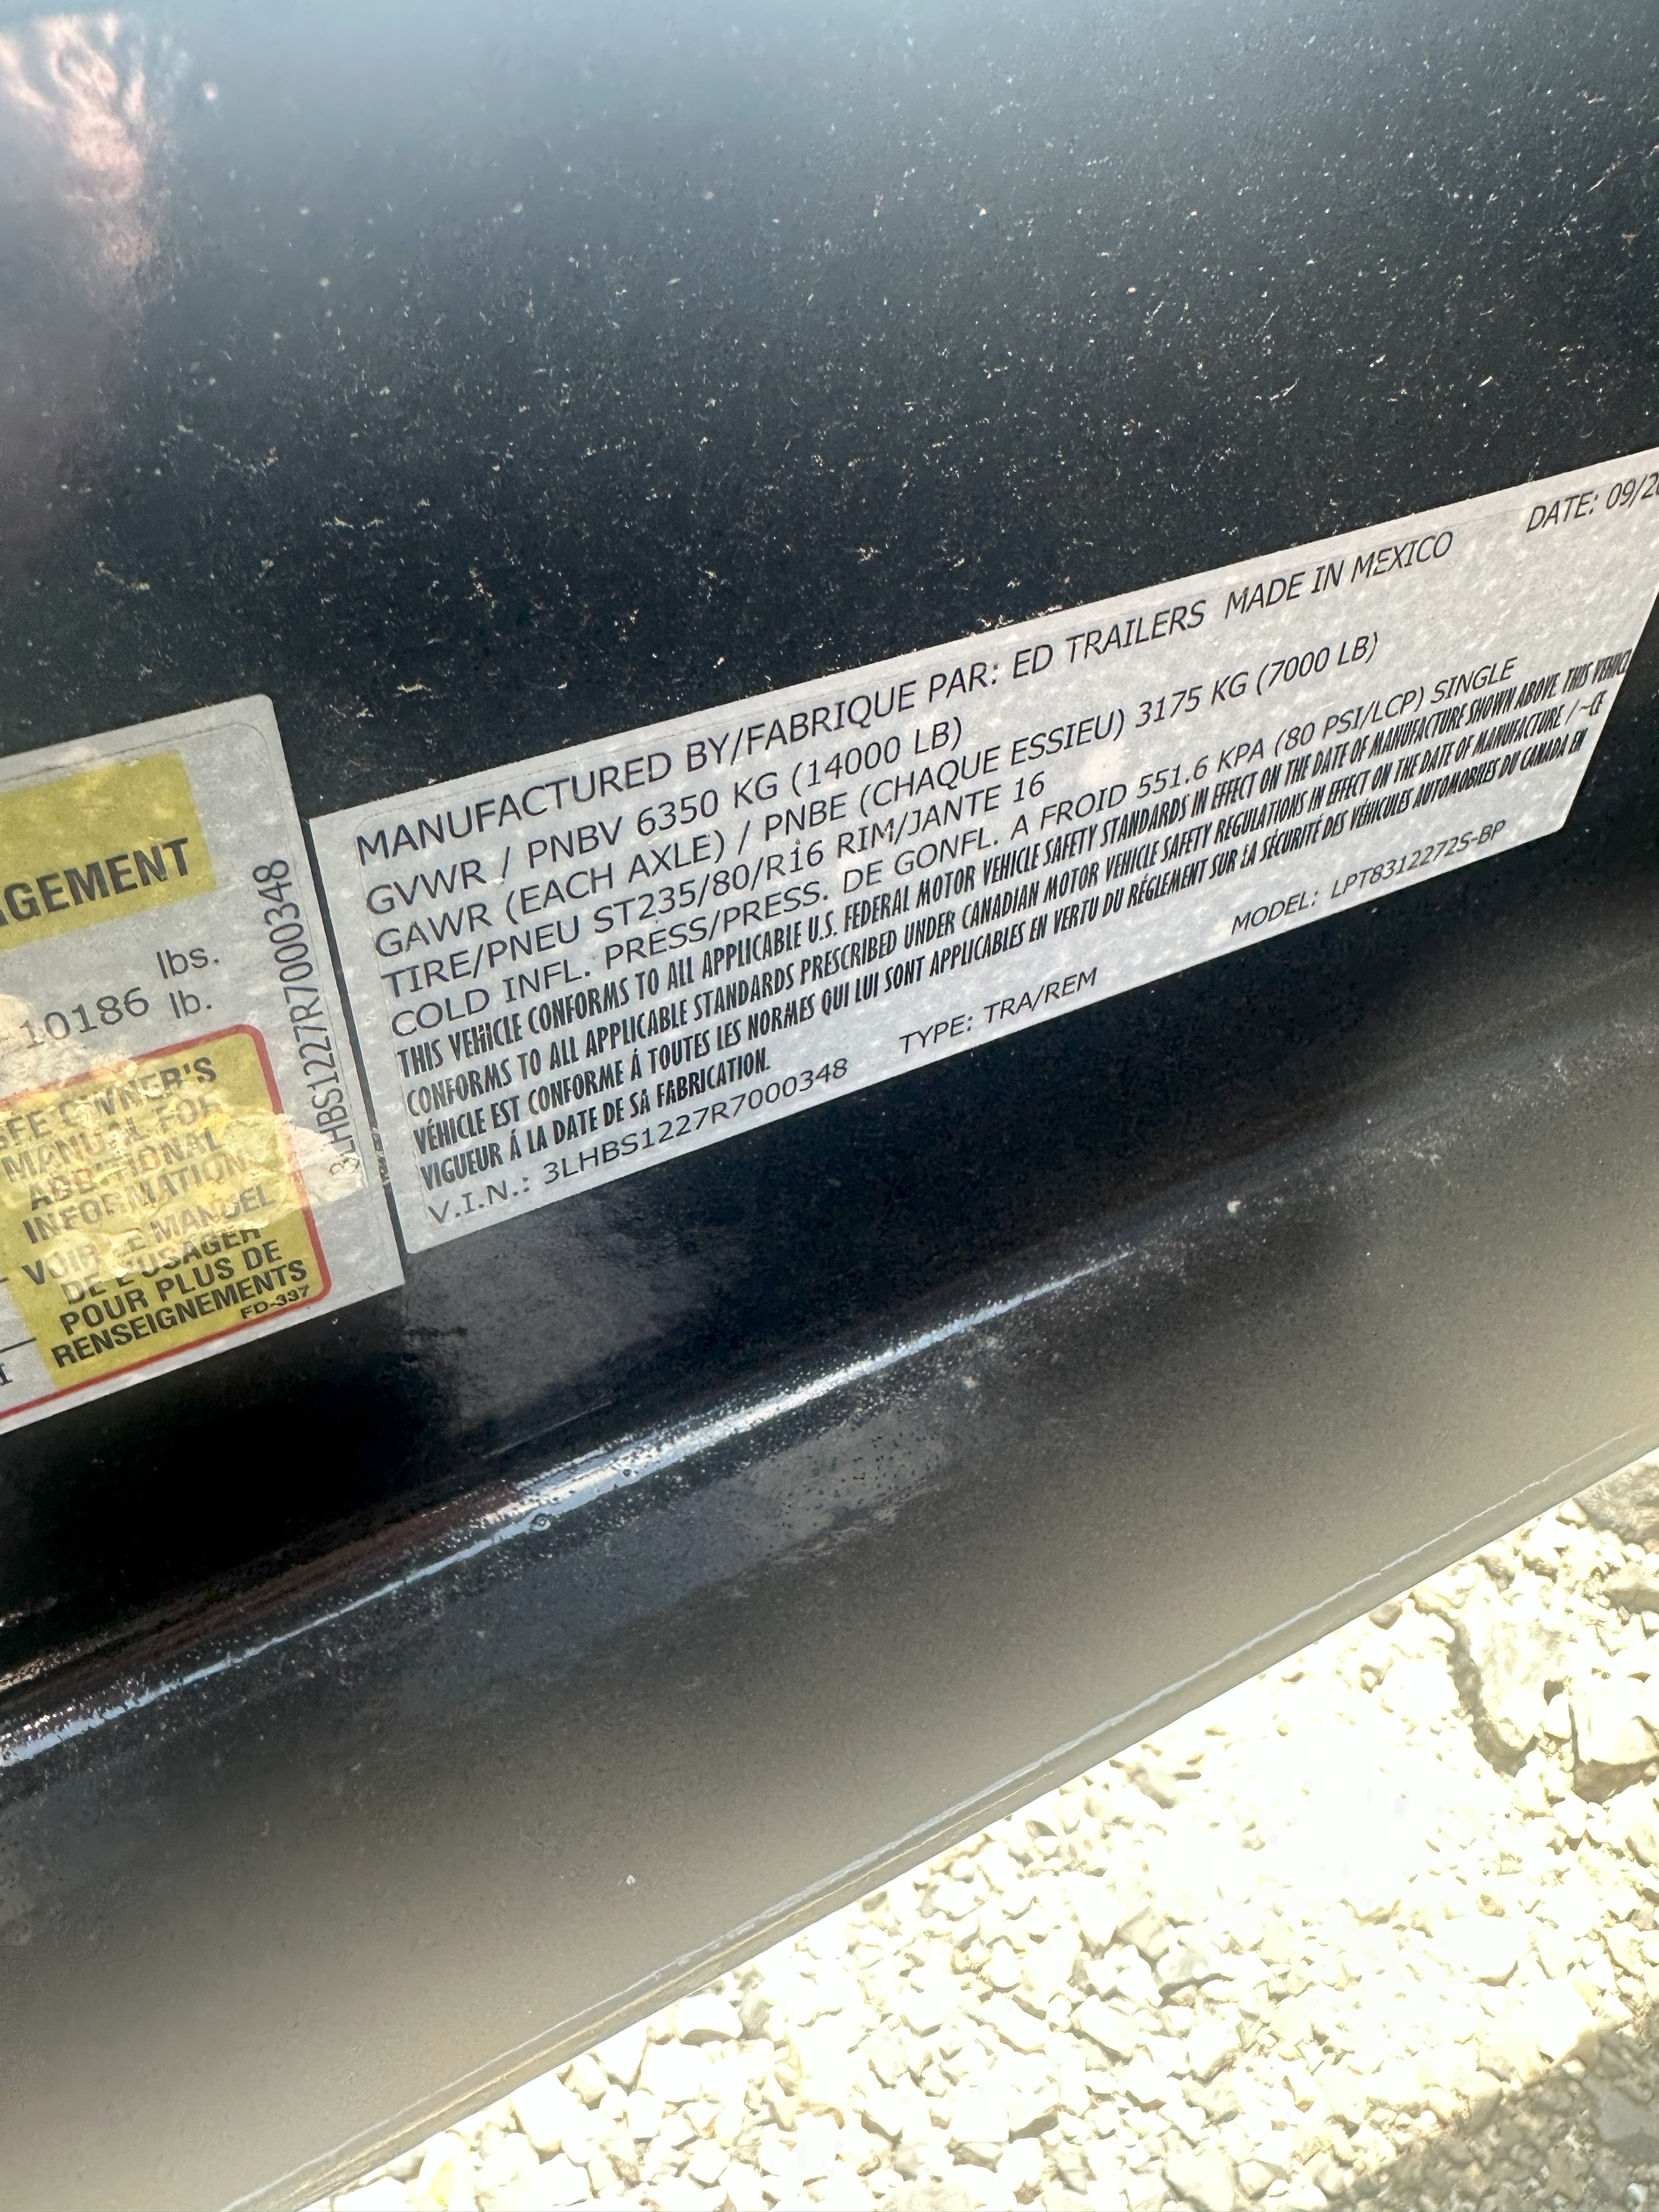 GEMENT
lbs.
10186 lb.
SEE OWNER'S
MANUAL FOR
ADDITIONAL
INFORMATION
VOIR LE MANUEL
DE L'USAGER
POUR PLUS DE
RENSEIGNEMENTS
FD-337
3LHBS1227R7000348
MANUFACTURED BY/FABRIQUE PAR: ED TRAILERS MADE IN MEXICO DATE: 09/20
GVWR / PNBV 6350 KG (14000 LB)
GAWR (EACH AXLE) / PNBE (CHAQUE ESSIEU) 3175 KG (7000 LB)
TIRE/PNEU ST235/80/R16 RIM/JANTE 16
COLD INFL. PRESS/PRESS. DE GONFL. A FROID 551.6 KPA (80 PSI/LCP) SINGLE
THIS VEHICLE CONFORMS TO ALL APPLICABLE U.S. FEDERAL MOTOR VEHICLE SAFETY STANDARDS IN EFFECT ON THE DATE OF MANUFACTURE SHOWN ABOVE. THIS VEHICL
CONFORMS TO ALL APPLICABLE STANDARDS PRESCRIBED UNDER CANADIAN MOTOR VEHICLE SAFETY REGULATIONS IN EFFECT ON THE DATE OF MANUFACTURE / ~CE
VÉHICLE EST CONFORME Á TOUTES LES NORMES QUI LUI SONT APPLICABLES EN VERTU DU RÉGLEMENT SUR LA SÉCURITÉ DES VÉHICULES AUTOMOBILES DU CANADA EN
VIGUEUR Á LA DATE DE SA FABRICATION.
V.I.N.: 3LHBS1227R7000348 TYPE: TRA/REM MODEL: LPT8312272S-BP